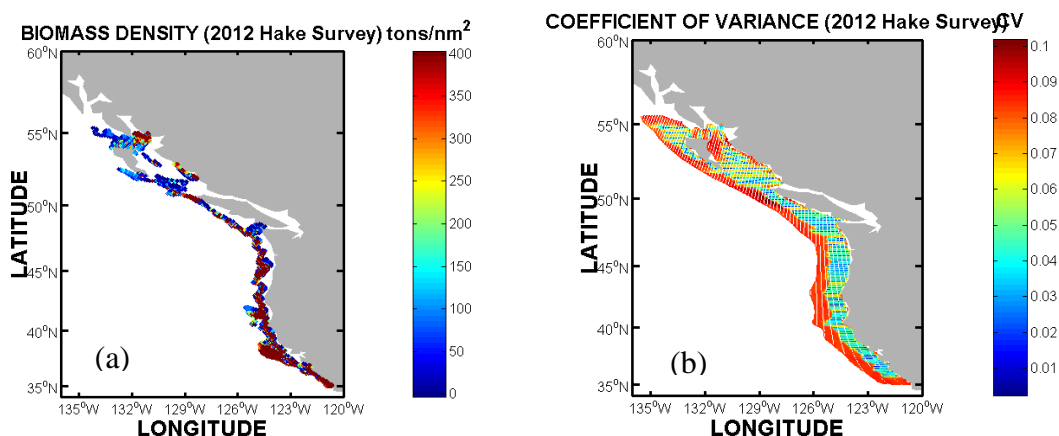 BIOMASS DENSITY (2012 Hake Survey) tons/nm²
60°N
55°N
50°N
45°N
40°N
35°N
LATITUDE
135°W 132°W 129°W 126°W 123°W 120°W
LONGITUDE
(a)
400
350
300
250
200
150
100
50
0
COEFFICIENT OF VARIANCE (2012 Hake Survey) CV
60°N
55°N
50°N
45°N
40°N
35°N
LATITUDE
135°W 132°W 129°W 126°W 123°W 120°W
LONGITUDE
(b)
0.1
0.09
0.08
0.07
0.06
0.05
0.04
0.03
0.02
0.01